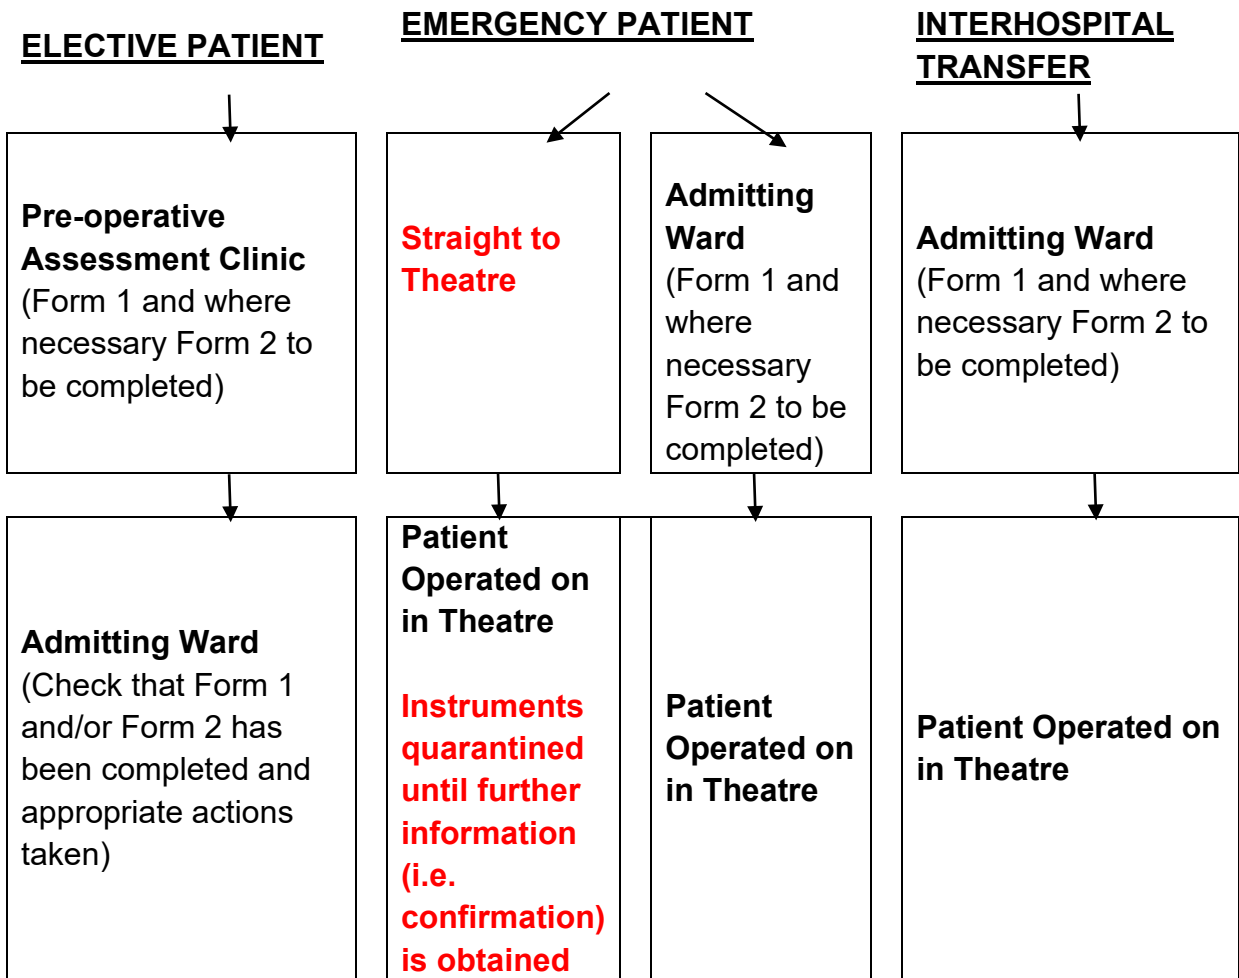 ELECTIVE PATIENT
EMERGENCY PATIENT
INTERHOSPITAL
TRANSFER
Pre-operative
Assessment Clinic
(Form 1 and where
necessary Form 2 to
be completed)
Straight to
Theatre
Admitting
Ward
(Form 1 and
where
necessary
Form 2 to be
completed)
Admitting Ward
(Form 1 and where
necessary Form 2 to
be completed)
Admitting Ward
(Check that Form 1
and/or Form 2 has
been completed and
appropriate actions
taken)
Patient
Operated on
in Theatre
Instruments
quarantined
until further
information
(i.e.
confirmation)
is obtained
Patient
Operated on
in Theatre
Patient Operated on
in Theatre